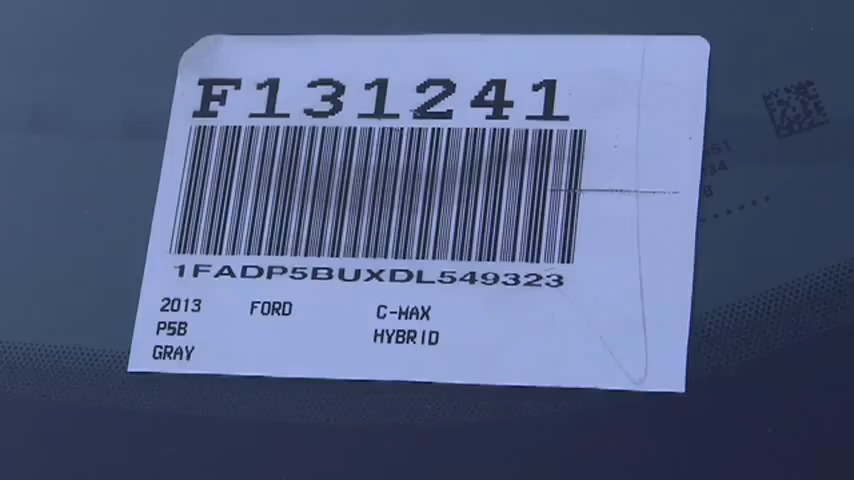 F131241
1FADP5BUXDL549323
2013 FORD C-MAX
P5B HYBRID
GRAY